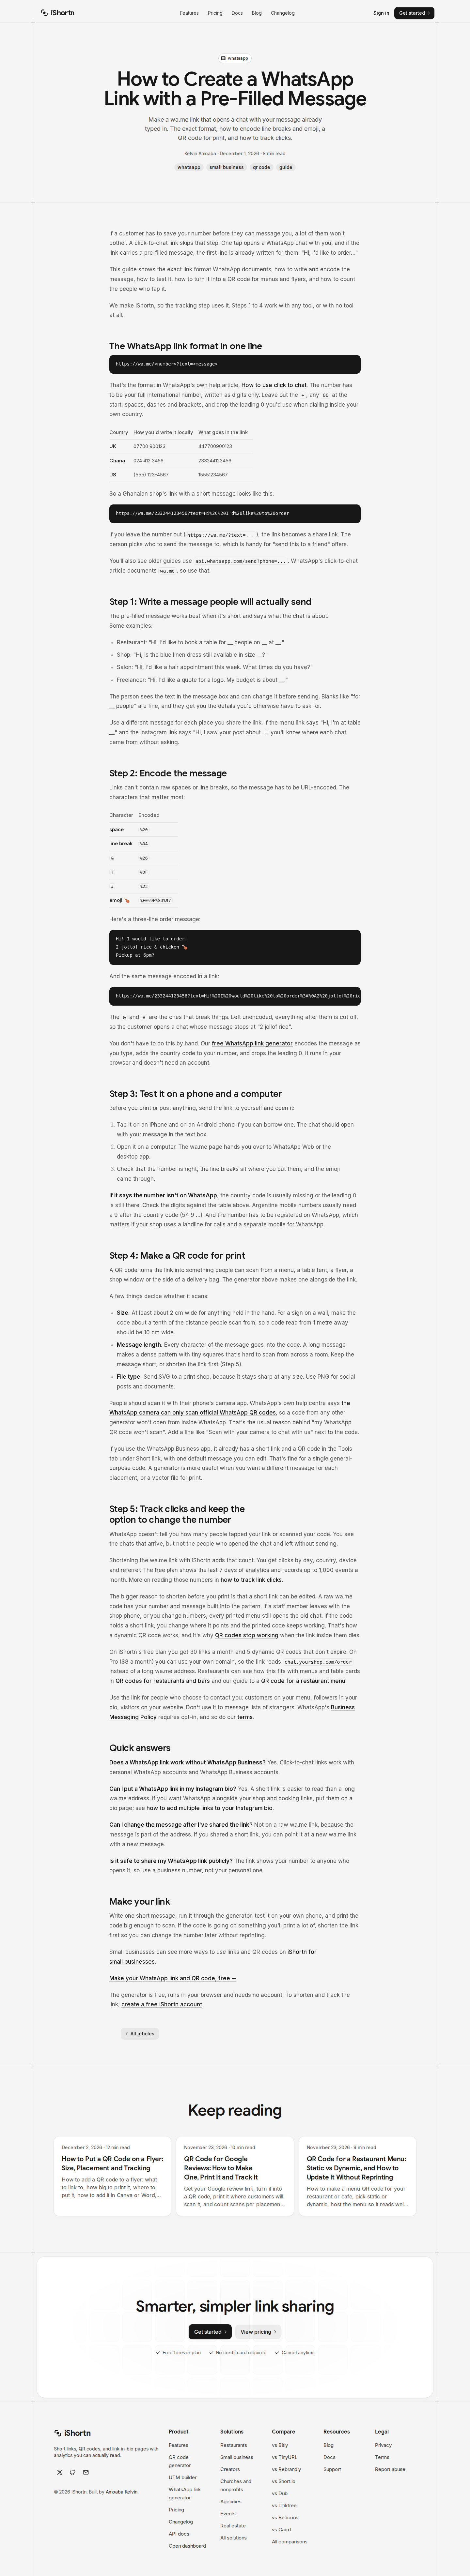 iShortn
Features
Pricing
Docs
Blog
Changelog
Sign in
Get started
whatsapp
How to Create a WhatsApp
Link with a Pre-Filled Message
Make a wa.me link that opens a chat with your message already
typed in. The exact format, how to encode line breaks and emoji, a
QR code for print, and how to track clicks.
Kelvin Amoaba · December 1, 2026 · 8 min read
whatsapp
small business
qr code
guide
If a customer has to save your number before they can message you, a lot of them won't
bother. A click-to-chat link skips that step. One tap opens a WhatsApp chat with you, and if the
link carries a pre-filled message, the first line is already written for them: "Hi, I'd like to order..."
This guide shows the exact link format WhatsApp documents, how to write and encode the
message, how to test it, how to turn it into a QR code for menus and flyers, and how to count
the people who tap it.
We make iShortn, so the tracking step uses it. Steps 1 to 4 work with any tool, or with no tool
at all.
The WhatsApp link format in one line
https://wa.me/<number>?text=<message>
That's the format in WhatsApp's own help article, How to use click to chat. The number has
to be your full international number, written as digits only. Leave out the +, any 00 at the
start, spaces, dashes and brackets, and drop the leading 0 you'd use when dialling inside your
own country.
Country How you'd write it locally What goes in the link
UK 07700 900123 447700900123
Ghana 024 412 3456 233244123456
US (555) 123-4567 15551234567
So a Ghanaian shop's link with a short message looks like this:
https://wa.me/233244123456?text=Hi%2C%20I'd%20like%20to%20order
If you leave the number out (https://wa.me/?text=...), the link becomes a share link. The
person picks who to send the message to, which is handy for "send this to a friend" offers.
You'll also see older guides use api.whatsapp.com/send?phone=.... WhatsApp's click-to-chat
article documents wa.me, so use that.
Step 1: Write a message people will actually send
The pre-filled message works best when it's short and says what the chat is about.
Some examples:
• Restaurant: "Hi, I'd like to book a table for __ people on __ at __."
• Shop: "Hi, is the blue linen dress still available in size __?"
• Salon: "Hi, I'd like a hair appointment this week. What times do you have?"
• Freelancer: "Hi, I'd like a quote for a logo. My budget is about __."
The person sees the text in the message box and can change it before sending. Blanks like "for
__ people" are fine, and they get you the details you'd otherwise have to ask for.
Use a different message for each place you share the link. If the menu link says "Hi, I'm at table
__" and the Instagram link says "Hi, I saw your post about...", you'll know where each chat
came from without asking.
Step 2: Encode the message
Links can't contain raw spaces or line breaks, so the message has to be URL-encoded. The
characters that matter most:
Character Encoded
space %20
line break %0A
& %26
? %3F
# %23
emoji 🍗 %F0%9F%8D%97
Here's a three-line order message:
Hi! I would like to order:
2 jollof rice & chicken 🍗
Pickup at 6pm?
And the same message encoded in a link:
https://wa.me/233244123456?text=Hi!%20I%20would%20like%20to%20order%3A%0A2%20jollof%20ric
The & and # are the ones that break things. Left unencoded, everything after them is cut off,
so the customer opens a chat whose message stops at "2 jollof rice".
You don't have to do this by hand. Our free WhatsApp link generator encodes the message as
you type, adds the country code to your number, and drops the leading 0. It runs in your
browser and doesn't need an account.
Step 3: Test it on a phone and a computer
Before you print or post anything, send the link to yourself and open it:
1. Tap it on an iPhone and on an Android phone if you can borrow one. The chat should open
with your message in the text box.
2. Open it on a computer. The wa.me page hands you over to WhatsApp Web or the
desktop app.
3. Check that the number is right, the line breaks sit where you put them, and the emoji
came through.
If it says the number isn't on WhatsApp, the country code is usually missing or the leading 0
is still there. Check the digits against the table above. Argentine mobile numbers usually need
a 9 after the country code (54 9 ...). And the number has to be registered on WhatsApp, which
matters if your shop uses a landline for calls and a separate mobile for WhatsApp.
Step 4: Make a QR code for print
A QR code turns the link into something people can scan from a menu, a table tent, a flyer, a
shop window or the side of a delivery bag. The generator above makes one alongside the link.
A few things decide whether it scans:
• Size. At least about 2 cm wide for anything held in the hand. For a sign on a wall, make the
code about a tenth of the distance people scan from, so a code read from 1 metre away
should be 10 cm wide.
• Message length. Every character of the message goes into the code. A long message
makes a dense pattern with tiny squares that's hard to scan from across a room. Keep the
message short, or shorten the link first (Step 5).
• File type. Send SVG to a print shop, because it stays sharp at any size. Use PNG for social
posts and documents.
People should scan it with their phone's camera app. WhatsApp's own help centre says the
WhatsApp camera can only scan official WhatsApp QR codes, so a code from any other
generator won't open from inside WhatsApp. That's the usual reason behind "my WhatsApp
QR code won't scan". Add a line like "Scan with your camera to chat with us" next to the code.
If you use the WhatsApp Business app, it already has a short link and a QR code in the Tools
tab under Short link, with one default message you can edit. That's fine for a single general-
purpose code. A generator is more useful when you want a different message for each
placement, or a vector file for print.
Step 5: Track clicks and keep the
option to change the number
WhatsApp doesn't tell you how many people tapped your link or scanned your code. You see
the chats that arrive, but not the people who opened the chat and left without sending.
Shortening the wa.me link with iShortn adds that count. You get clicks by day, country, device
and referrer. The free plan shows the last 7 days of analytics and records up to 1,000 events a
month. More on reading those numbers in how to track link clicks.
The bigger reason to shorten before you print is that a short link can be edited. A raw wa.me
code has your number and message built into the pattern. If a staff member leaves with the
shop phone, or you change numbers, every printed menu still opens the old chat. If the code
holds a short link, you change where it points and the printed code keeps working. That's how
a dynamic QR code works, and it's why QR codes stop working when the link inside them dies.
On iShortn's free plan you get 30 links a month and 5 dynamic QR codes that don't expire. On
Pro ($8 a month) you can use your own domain, so the link reads chat.yourshop.com/order
instead of a long wa.me address. Restaurants can see how this fits with menus and table cards
in QR codes for restaurants and bars and our guide to a QR code for a restaurant menu.
Use the link for people who choose to contact you: customers on your menu, followers in your
bio, visitors on your website. Don't use it to message lists of strangers. WhatsApp's Business
Messaging Policy requires opt-in, and so do our terms.
Quick answers
Does a WhatsApp link work without WhatsApp Business? Yes. Click-to-chat links work with
personal WhatsApp accounts and WhatsApp Business accounts.
Can I put a WhatsApp link in my Instagram bio? Yes. A short link is easier to read than a long
wa.me address. If you want WhatsApp alongside your shop and booking links, put them on a
bio page; see how to add multiple links to your Instagram bio.
Can I change the message after I've shared the link? Not on a raw wa.me link, because the
message is part of the address. If you shared a short link, you can point it at a new wa.me link
with a new message.
Is it safe to share my WhatsApp link publicly? The link shows your number to anyone who
opens it, so use a business number, not your personal one.
Make your link
Write one short message, run it through the generator, test it on your own phone, and print the
code big enough to scan. If the code is going on something you'll print a lot of, shorten the link
first so you can change the number later without reprinting.
Small businesses can see more ways to use links and QR codes on iShortn for
small businesses.
Make your WhatsApp link and QR code, free →
The generator is free, runs in your browser and needs no account. To shorten and track the
link, create a free iShortn account.
All articles
Keep reading
December 2, 2026 · 12 min read
How to Put a QR Code on a Flyer:
Size, Placement and Tracking
How to add a QR code to a flyer: what
to link to, how big to print it, where to
put it, how to add it in Canva or Word,...
November 23, 2026 · 10 min read
QR Code for Google
Reviews: How to Make
One, Print It and Track It
Get your Google review link, turn it into
a QR code, print it where customers will
scan it, and count scans per placemen...
November 23, 2026 · 9 min read
QR Code for a Restaurant Menu:
Static vs Dynamic, and How to
Update It Without Reprinting
How to make a menu QR code for your
restaurant or cafe, pick static or
dynamic, host the menu so it reads wel...
Smarter, simpler link sharing
Get started
View pricing
Free forever plan
No credit card required
Cancel anytime
iShortn
Short links, QR codes, and link-in-bio pages with
analytics you can actually read.
© 2026 iShortn. Built by Amoaba Kelvin.
Product
Features
QR code
generator
UTM builder
WhatsApp link
generator
Pricing
Changelog
API docs
Open dashboard
Solutions
Restaurants
Small business
Creators
Churches and
nonprofits
Agencies
Events
Real estate
All solutions
Compare
vs Bitly
vs TinyURL
vs Rebrandly
vs Short.io
vs Dub
vs Linktree
vs Beacons
vs Carrd
All comparisons
Resources
Blog
Docs
Support
Legal
Privacy
Terms
Report abuse